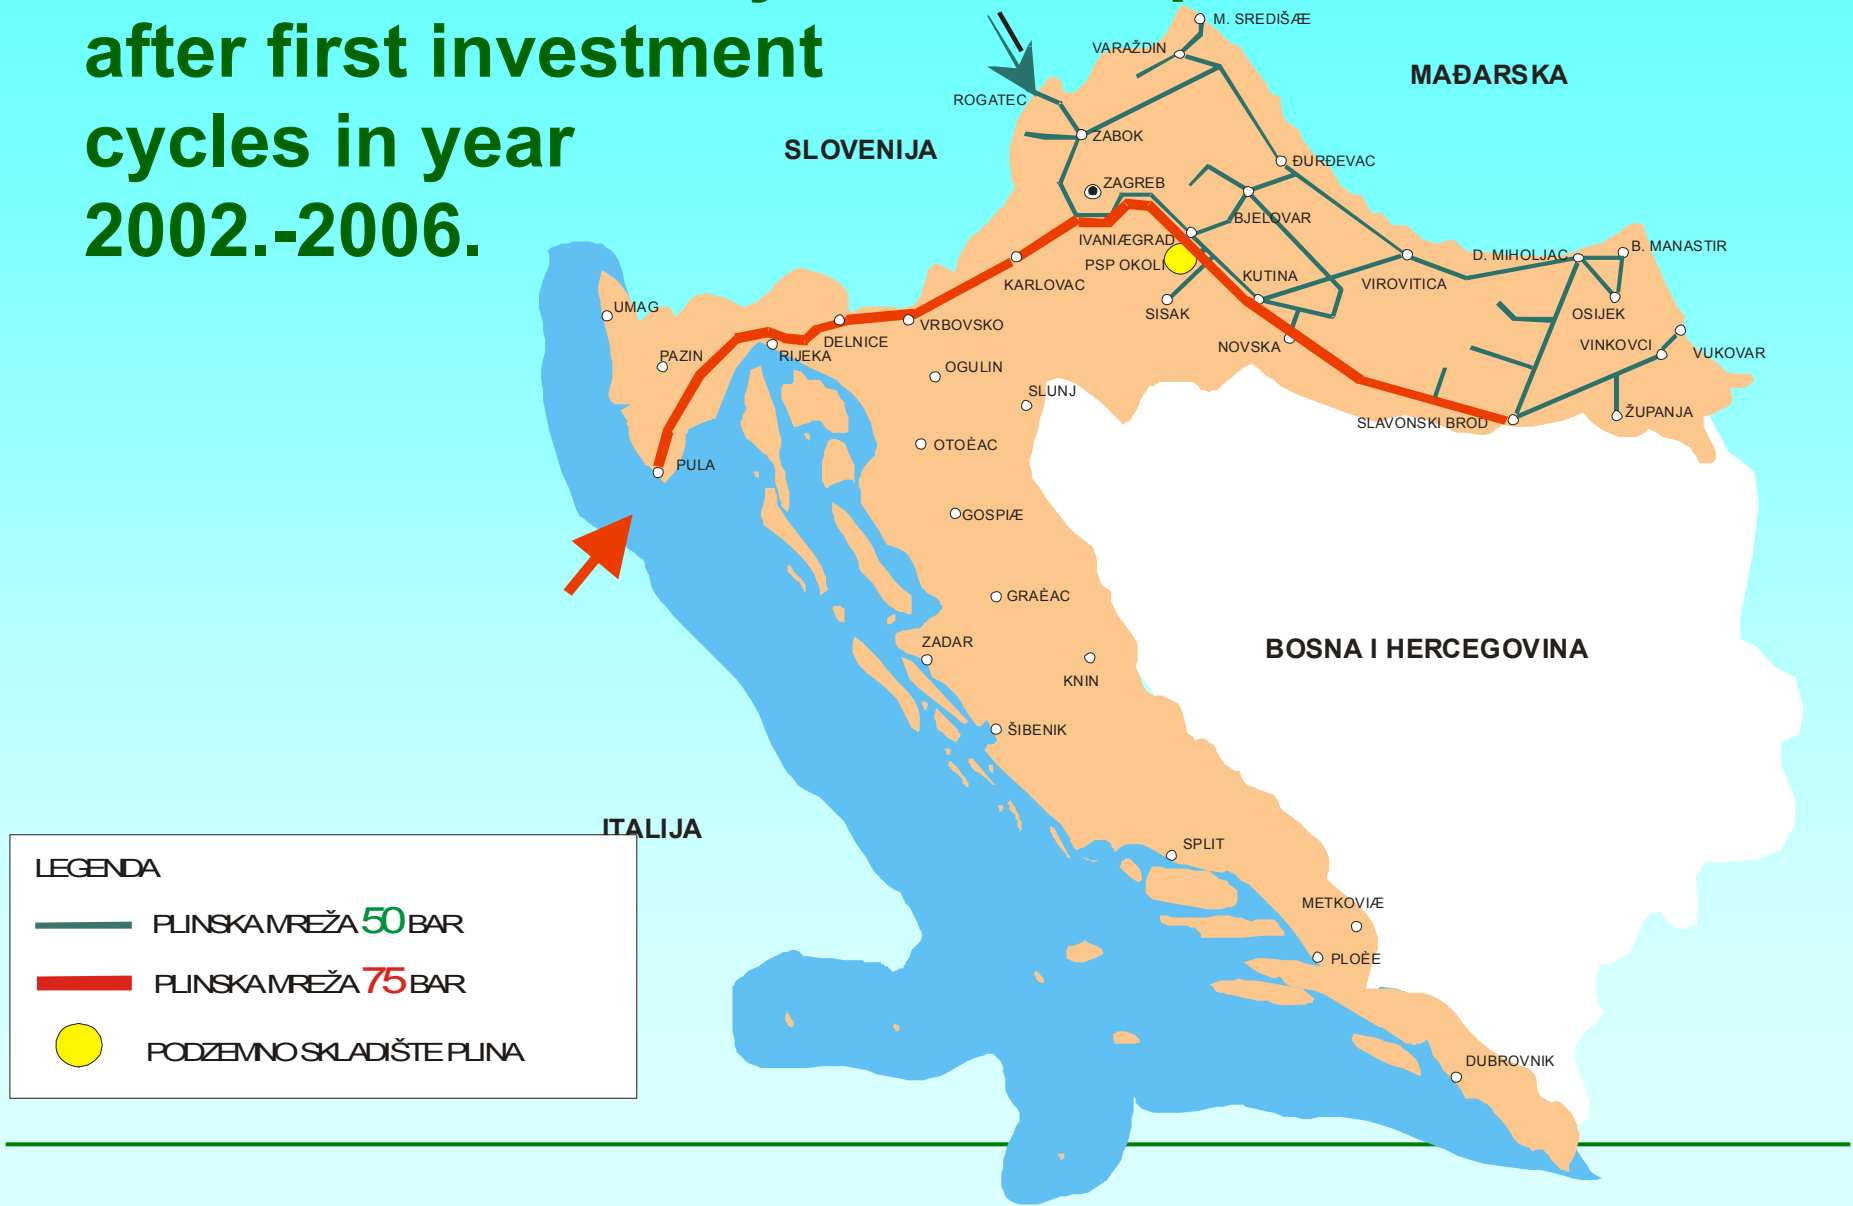 after first investment
cycles in year
2002.-2006.
M. SREDIŠÆE
VARAŽDIN
MAĐARSKA
ROGATEC
ZABOK
SLOVENIJA
ĐURĐEVAC
ZAGREB
BJELOVAR
IVANIÆGRAD
PSP OKOLI
D. MIHOLJAC
B. MANASTIR
KARLOVAC
KUTINA
VIROVITICA
UMAG
SISAK
OSIJEK
VRBOVSKO
DELNICE
NOVSKA
VINKOVCI
VUKOVAR
PAZIN
RIJEKA
OGULIN
SLUNJ
SLAVONSKI BROD
ŽUPANJA
OTOÈAC
PULA
GOSPIÆ
GRAÈAC
ZADAR
BOSNA I HERCEGOVINA
KNIN
ŠIBENIK
ITALIJA
SPLIT
METKOVIÆ
PLOÈE
DUBROVNIK
LEGENDA
PLINSKA MREŽA 50 BAR
PLINSKA MREŽA 75 BAR
PODZEMNO SKLADIŠTE PLINA